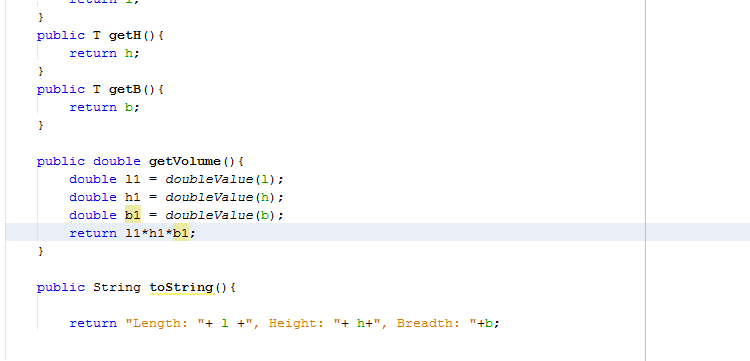 return l;
}
public T getH(){
return h;
}
public T getB(){
return b;
}
public double getVolume(){
double l1 = doubleValue(l);
double h1 = doubleValue(h);
double b1 = doubleValue(b);
return l1*h1*b1;
}
public String toString(){
return "Length: "+ l +", Height: "+ h+", Breadth: "+b;